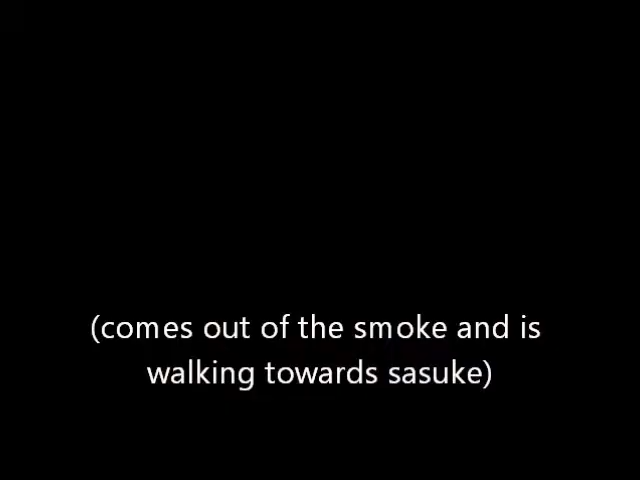 (comes out of the smoke and is
walking towards sasuke)